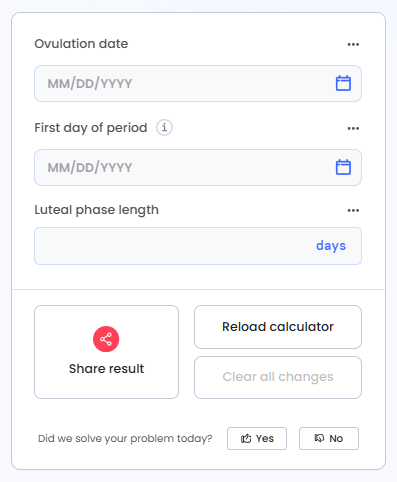 Ovulation date
MM/DD/YYYY
First day of period i
MM/DD/YYYY
Luteal phase length
days
Share result
Reload calculator
Clear all changes
Did we solve your problem today? Yes No